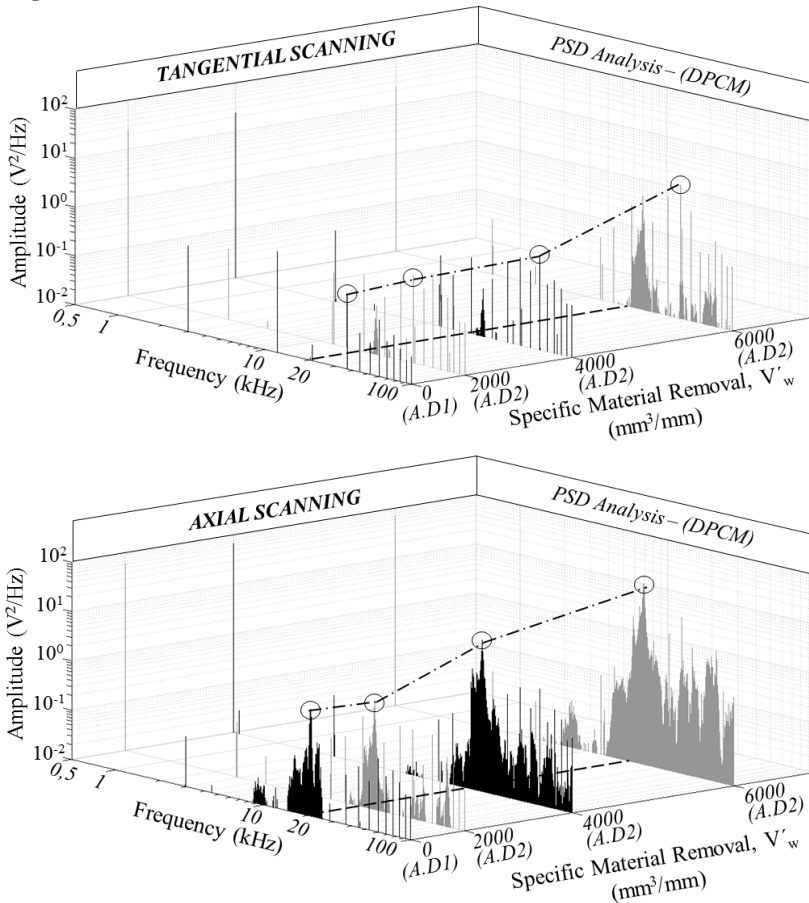 TANGENTIAL SCANNING
PSD Analysis – (DPCM)
Amplitude (V²/Hz)
10²
10¹
10⁰
10⁻¹
10⁻²
0.5
1
10
20
100
Frequency (kHz)
0
(A.D1)
2000
(A.D2)
4000
(A.D2)
6000
(A.D2)
Specific Material Removal, V´w
(mm³/mm)
AXIAL SCANNING
PSD Analysis – (DPCM)
Amplitude (V²/Hz)
10²
10¹
10⁰
10⁻¹
10⁻²
0,5
1
10
20
100
Frequency (kHz)
0
(A.D1)
2000
(A.D2)
4000
(A.D2)
6000
(A.D2)
Specific Material Removal, V´w
(mm³/mm)